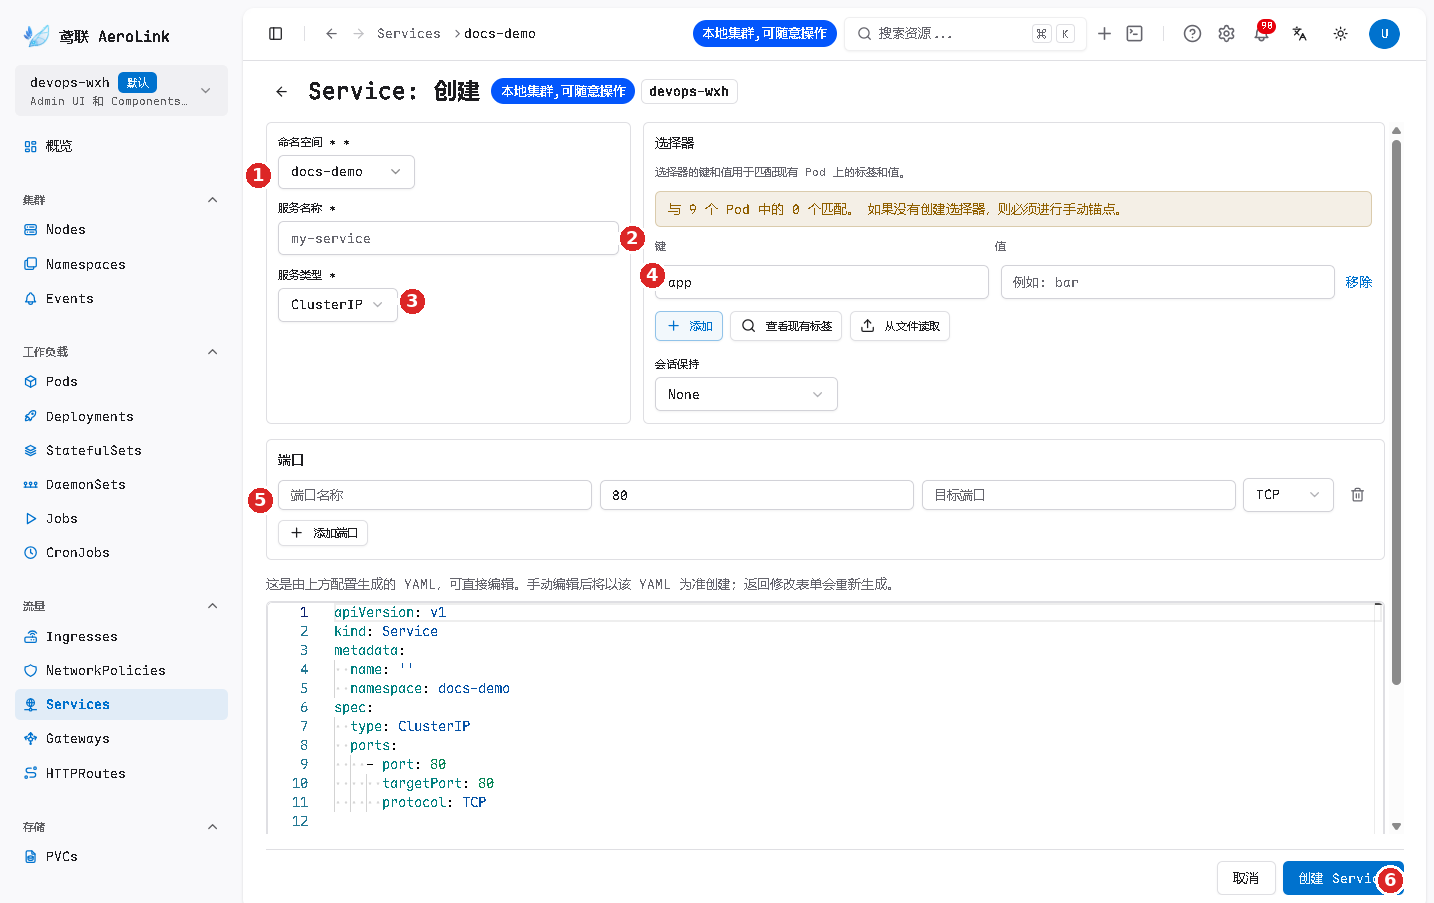 鸢联 AeroLink
Services docs-demo
本地集群,可随意操作
搜索资源...
⌘ K
90
U
devops-wxh 默认
Admin UI 和 Components…
概览
集群
Nodes
Namespaces
Events
工作负载
Pods
Deployments
StatefulSets
DaemonSets
Jobs
CronJobs
流量
Ingresses
NetworkPolicies
Services
Gateways
HTTPRoutes
存储
PVCs
Service: 创建 本地集群,可随意操作 devops-wxh
命名空间 * *
1
docs-demo
服务名称 *
my-service
2
服务类型 *
ClusterIP
3
选择器
选择器的键和值用于匹配现有 Pod 上的标签和值。
与 9 个 Pod 中的 0 个匹配。 如果没有创建选择器，则必须进行手动锚点。
键 值
4
app 例如: bar 移除
添加 查看现有标签 从文件读取
会话保持
None
端口
5
端口名称 80 目标端口 TCP
添加端口
这是由上方配置生成的 YAML，可直接编辑。手动编辑后将以该 YAML 为准创建；返回修改表单会重新生成。
1 apiVersion: v1
2 kind: Service
3 metadata:
4 name: ''
5 namespace: docs-demo
6 spec:
7 type: ClusterIP
8 ports:
9 - port: 80
10 targetPort: 80
11 protocol: TCP
12
取消 创建 Servic
6